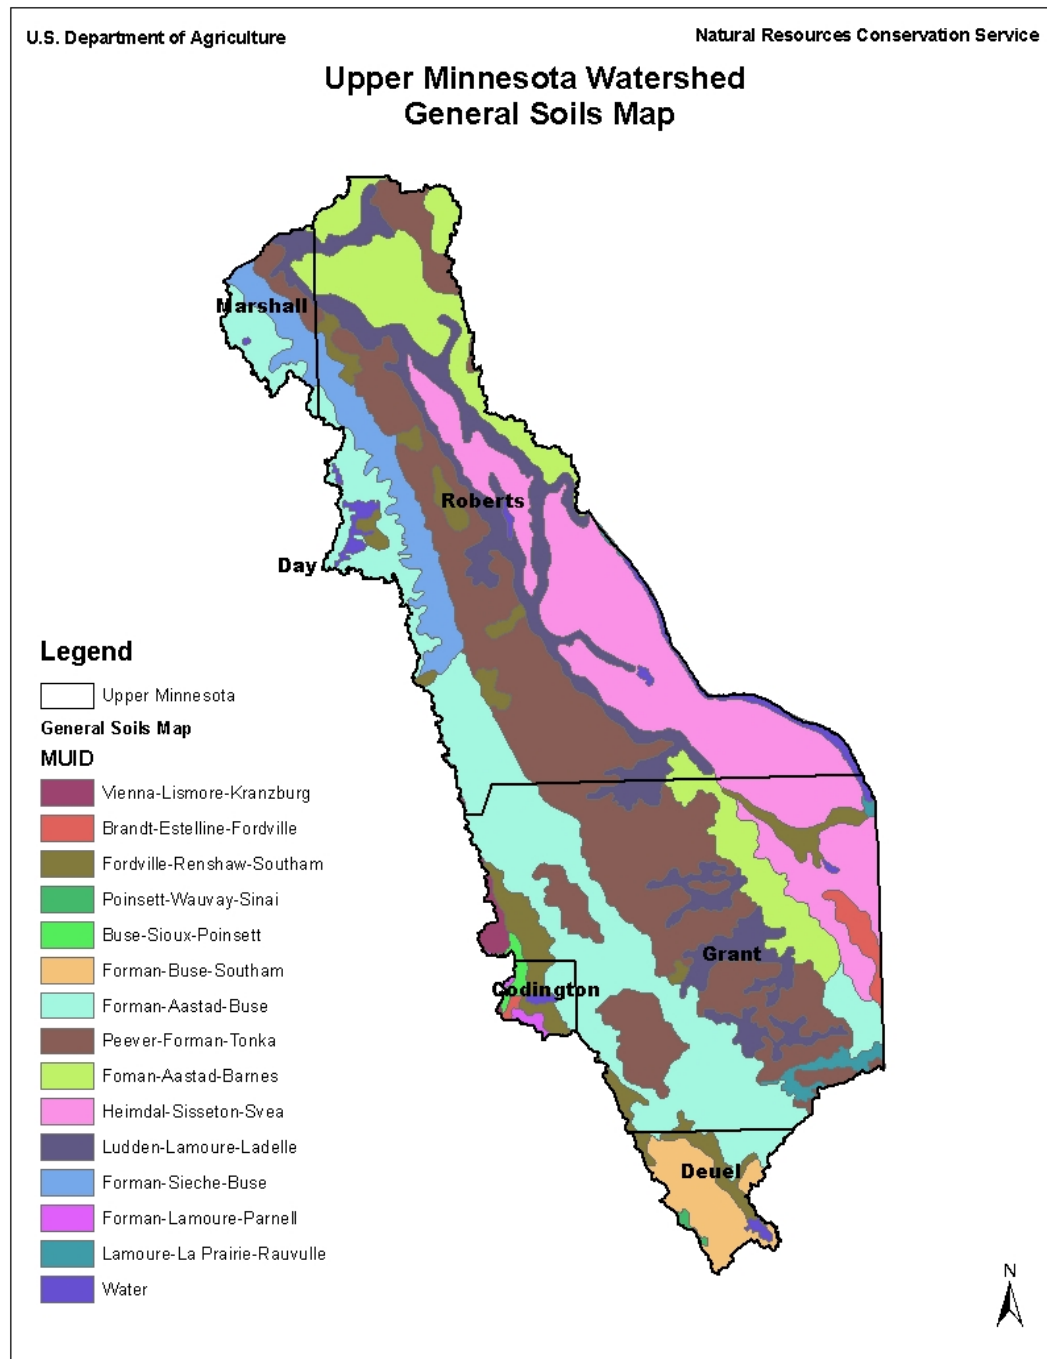 U.S. Department of Agriculture
Natural Resources Conservation Service
Upper Minnesota Watershed
General Soils Map
Marshall
Roberts
Day
Grant
Codington
Deuel
Legend
Upper Minnesota
General Soils Map
MUID
Vienna-Lismore-Kranzburg
Brandt-Estelline-Fordville
Fordville-Renshaw-Southam
Poinsett-Wauvay-Sinai
Buse-Sioux-Poinsett
Forman-Buse-Southam
Forman-Aastad-Buse
Peever-Forman-Tonka
Foman-Aastad-Barnes
Heimdal-Sisseton-Svea
Ludden-Lamoure-Ladelle
Forman-Sieche-Buse
Forman-Lamoure-Parnell
Lamoure-La Prairie-Rauvulle
Water
N